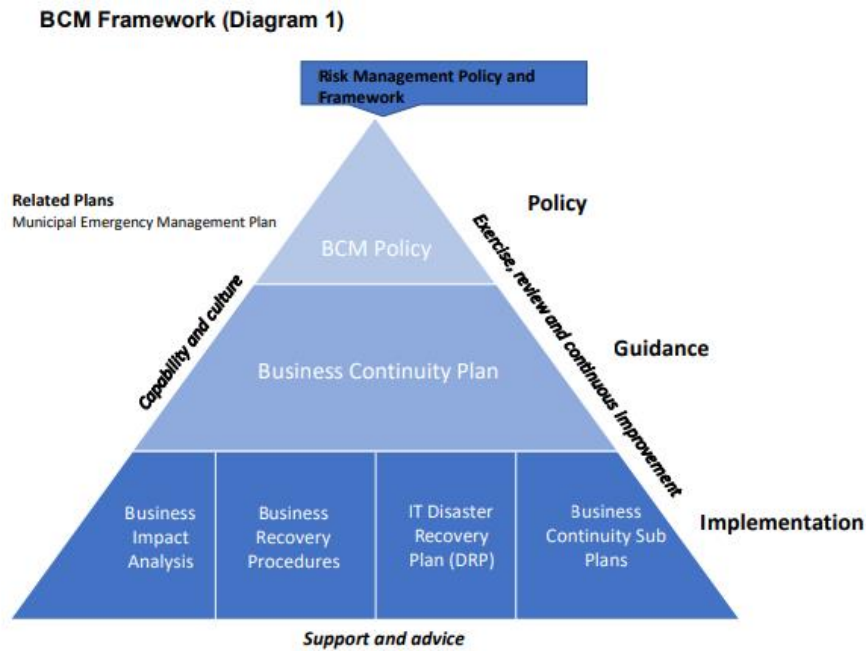 BCM Framework (Diagram 1)
Risk Management Policy and
Framework
Related Plans
Municipal Emergency Management Plan
Policy
BCM Policy
Capability and culture
Exercise, review and continuous improvement
Guidance
Business Continuity Plan
Business
Impact
Analysis
Business
Recovery
Procedures
IT Disaster
Recovery
Plan (DRP)
Business
Continuity Sub
Plans
Implementation
Support and advice